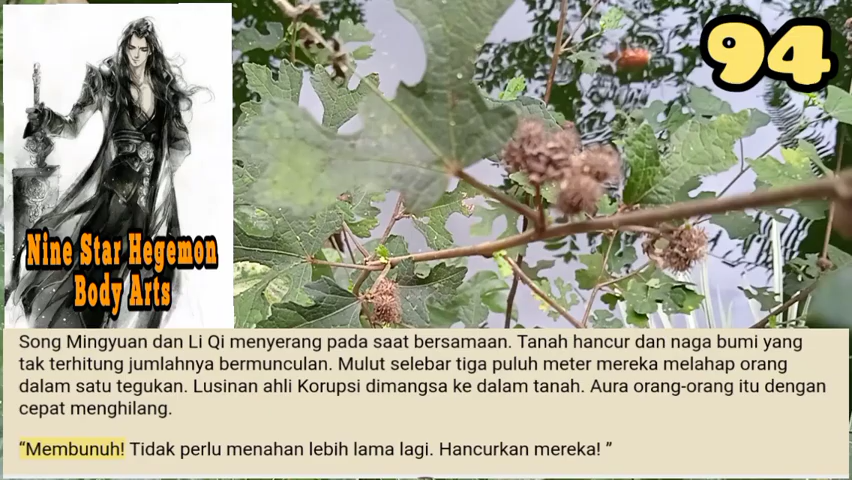 94
Nine Star Hegemon
Body Arts
Song Mingyuan dan Li Qi menyerang pada saat bersamaan. Tanah hancur dan naga bumi yang
tak terhitung jumlahnya bermunculan. Mulut selebar tiga puluh meter mereka melahap orang
dalam satu tegukan. Lusinan ahli Korupsi dimangsa ke dalam tanah. Aura orang-orang itu dengan
cepat menghilang.
“Membunuh! Tidak perlu menahan lebih lama lagi. Hancurkan mereka! ”